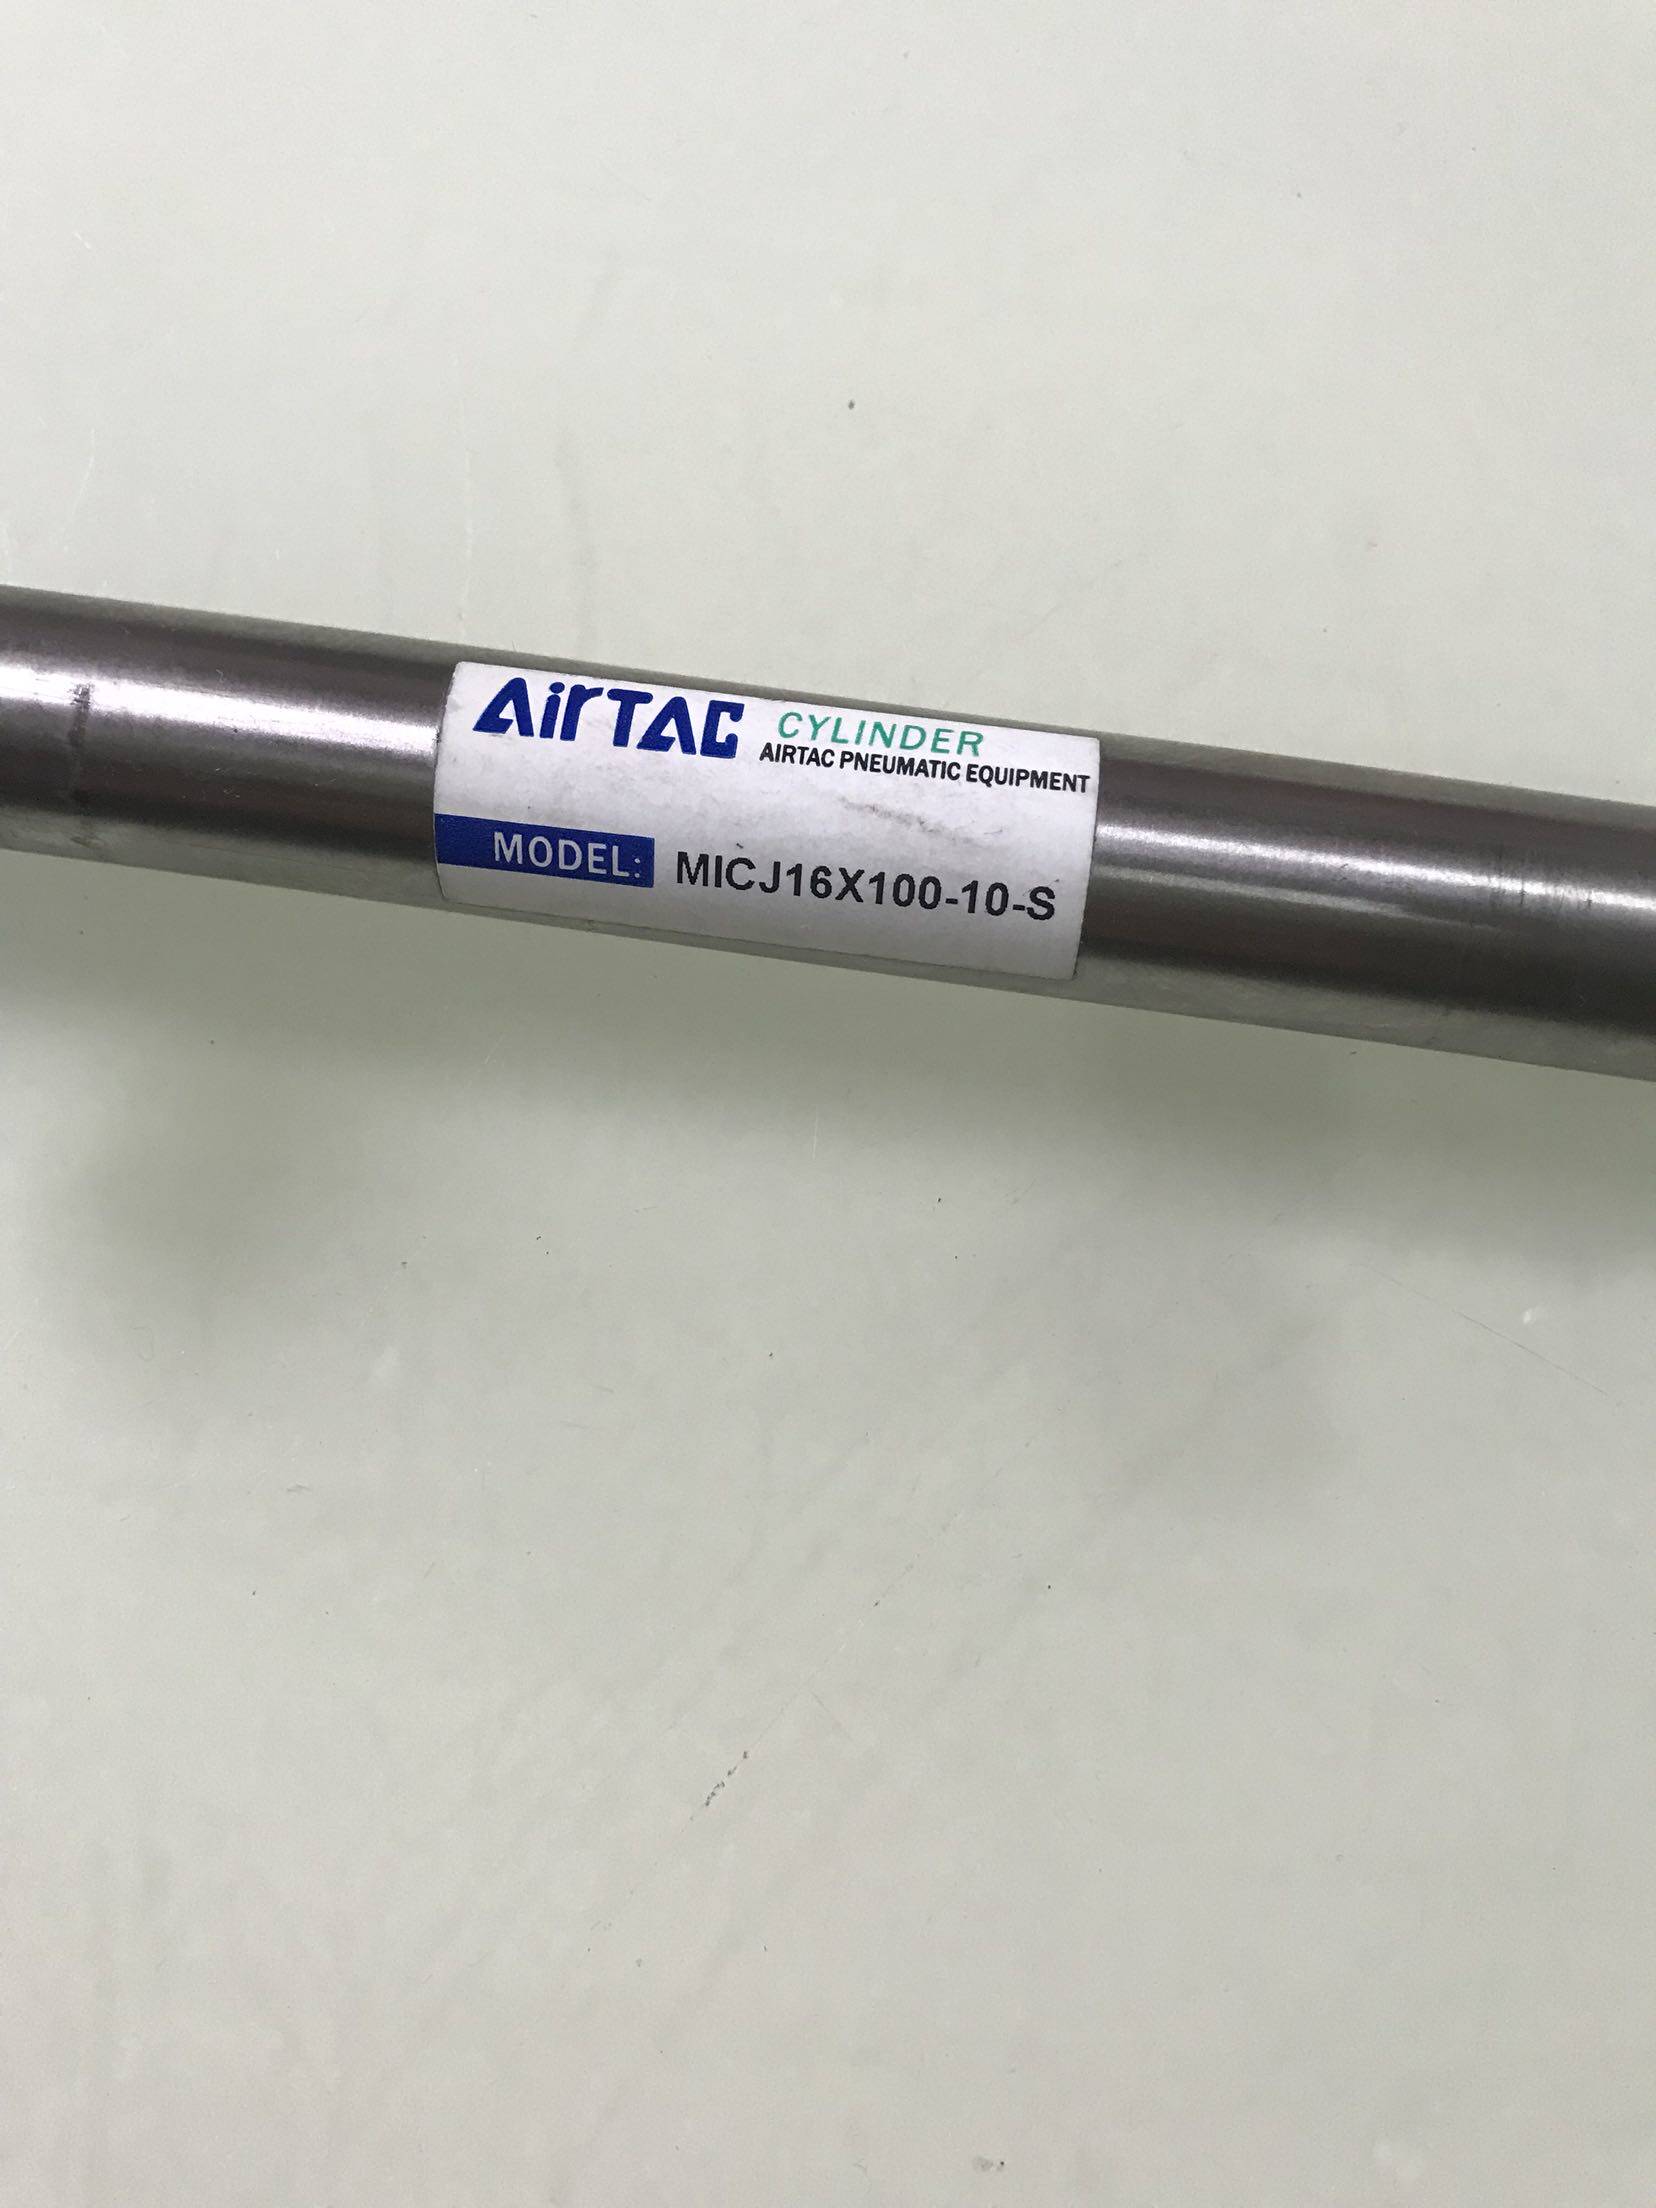 AirTAC CYLINDER
AIRTAC PNEUMATIC EQUIPMENT
MODEL: MICJ16X100-10-S